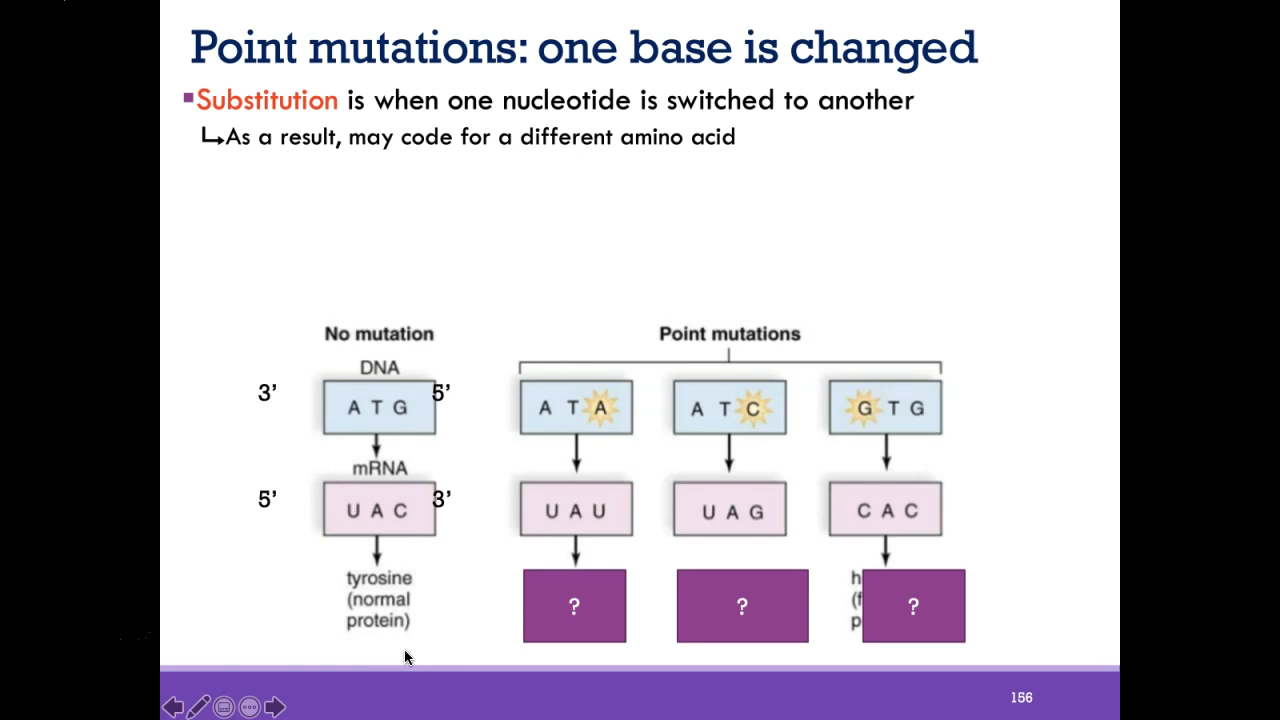 Point mutations: one base is changed
Substitution is when one nucleotide is switched to another
As a result, may code for a different amino acid
No mutation
Point mutations
DNA
3’ A T G 5’
A T A
A T C
G T G
mRNA
5’ U A C 3’
U A U
U A G
C A C
tyrosine
(normal
protein)
?
?
h
(f
p
?
156